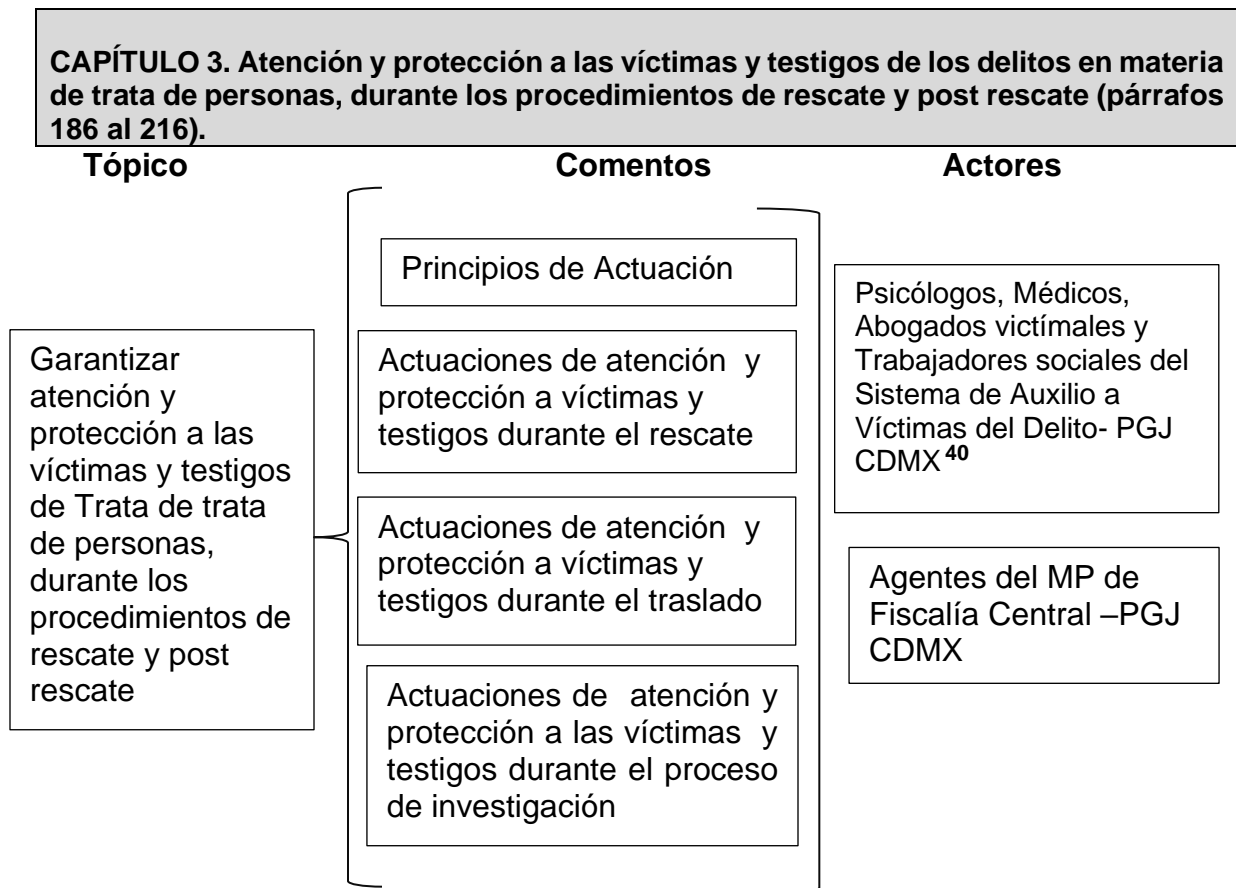 CAPÍTULO 3. Atención y protección a las víctimas y testigos de los delitos en materia
de trata de personas, durante los procedimientos de rescate y post rescate (párrafos
186 al 216).
Tópico
Comentos
Actores
Garantizar
atención y
protección a las
víctimas y testigos
de Trata de trata
de personas,
durante los
procedimientos de
rescate y post
rescate
Principios de Actuación
Actuaciones de atención y
protección a víctimas y
testigos durante el rescate
Actuaciones de atención y
protección a víctimas y
testigos durante el traslado
Actuaciones de atención y
protección a las víctimas y
testigos durante el proceso
de investigación
Psicólogos, Médicos,
Abogados victímales y
Trabajadores sociales del
Sistema de Auxilio a
Víctimas del Delito- PGJ
CDMX 40
Agentes del MP de
Fiscalía Central –PGJ
CDMX